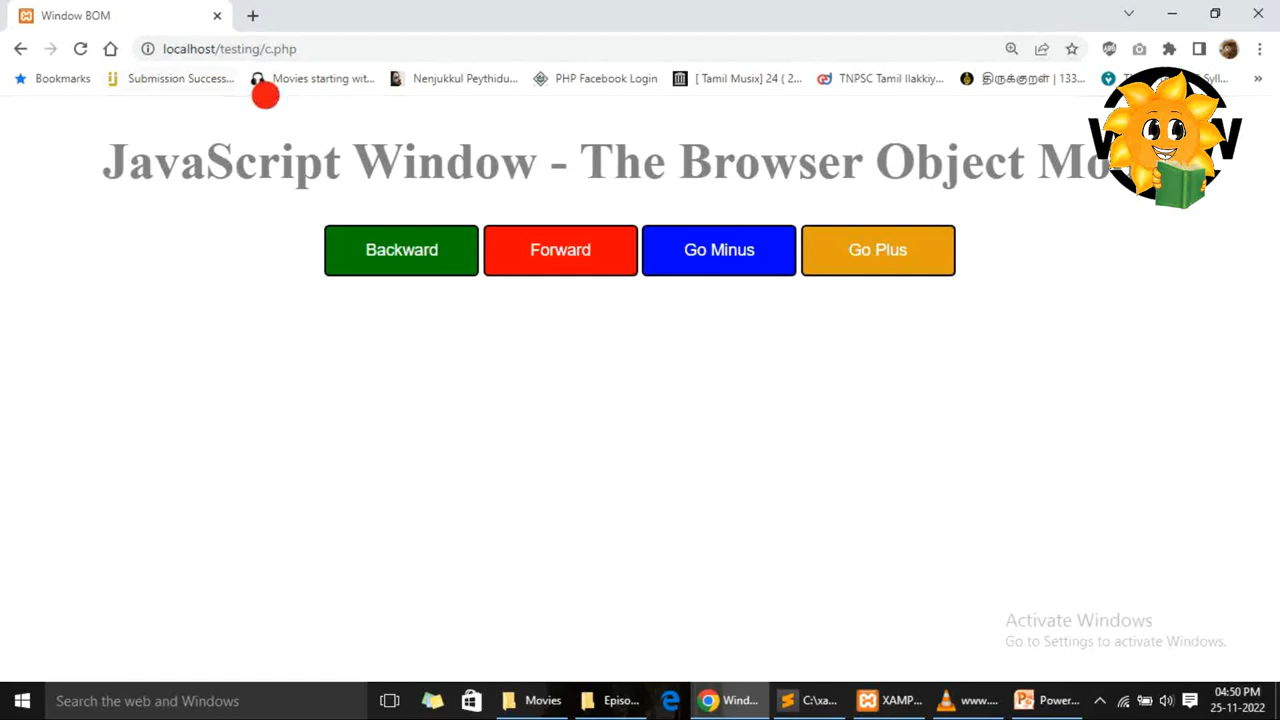 Window BOM
localhost/testing/c.php
Bookmarks
Submission Success...
Movies starting wit...
Nenjukkul Peythidu...
PHP Facebook Login
[ Tamil Musix] 24 ( 2...
TNPSC Tamil Ilakkiy...
திருக்குறள் | 133...
Syll...
JavaScript Window - The Browser Object Mo
Backward
Forward
Go Minus
Go Plus
Activate Windows
Go to Settings to activate Windows.
Search the web and Windows
Movies
Episo...
Wind...
C:\xa...
XAMP...
www....
Power...
04:50 PM
25-11-2022